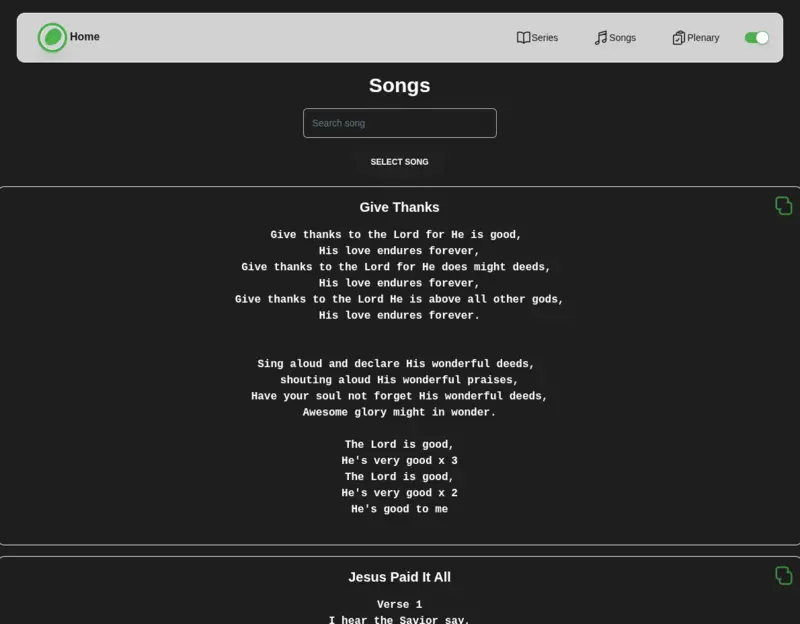 Home
Series
Songs
Plenary
Songs
Search song
SELECT SONG
Give Thanks
Give thanks to the Lord for He is good,
His love endures forever,
Give thanks to the Lord for He does might deeds,
His love endures forever,
Give thanks to the Lord He is above all other gods,
His love endures forever.
Sing aloud and declare His wonderful deeds,
shouting aloud His wonderful praises,
Have your soul not forget His wonderful deeds,
Awesome glory might in wonder.
The Lord is good,
He's very good x 3
The Lord is good,
He's very good x 2
He's good to me
Jesus Paid It All
Verse 1
I hear the Savior say,